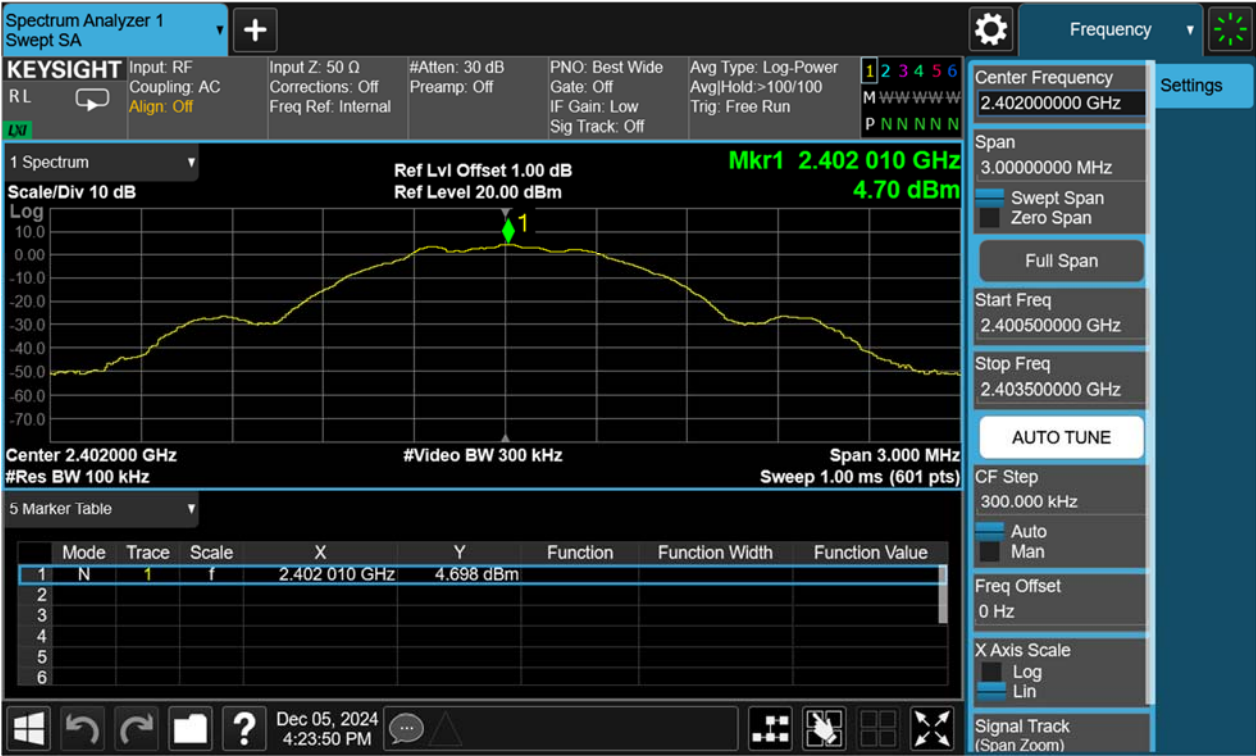 Spectrum Analyzer 1
Swept SA
+
Frequency
KEYSIGHT
R L
LXI
Input: RF
Coupling: AC
Align: Off
Input Z: 50 Ω
Corrections: Off
Freq Ref: Internal
#Atten: 30 dB
Preamp: Off
PNO: Best Wide
Gate: Off
IF Gain: Low
Sig Track: Off
Avg Type: Log-Power
Avg|Hold:>100/100
Trig: Free Run
1 2 3 4 5 6
M W W W W W
P N N N N N
1 Spectrum
Scale/Div 10 dB
Ref Lvl Offset 1.00 dB
Ref Level 20.00 dBm
Mkr1 2.402 010 GHz
4.70 dBm
Log
1
10.0
0.00
-10.0
-20.0
-30.0
-40.0
-50.0
-60.0
-70.0
Center 2.402000 GHz
#Video BW 300 kHz
Span 3.000 MHz
#Res BW 100 kHz
Sweep 1.00 ms (601 pts)
5 Marker Table
Mode Trace Scale X Y Function Function Width Function Value
1 N 1 f 2.402 010 GHz 4.698 dBm
2
3
4
5
6
?
Dec 05, 2024
4:23:50 PM
Center Frequency
2.402000000 GHz
Settings
Span
3.00000000 MHz
Swept Span
Zero Span
Full Span
Start Freq
2.400500000 GHz
Stop Freq
2.403500000 GHz
AUTO TUNE
CF Step
300.000 kHz
Auto
Man
Freq Offset
0 Hz
X Axis Scale
Log
Lin
Signal Track
(Span Zoom)